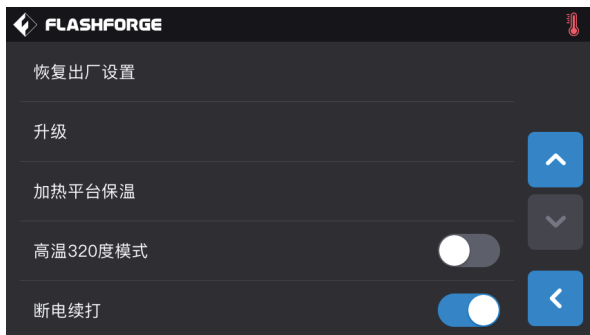 FLASHFORGE
恢复出厂设置
升级
加热平台保温
高温320度模式
断电续打